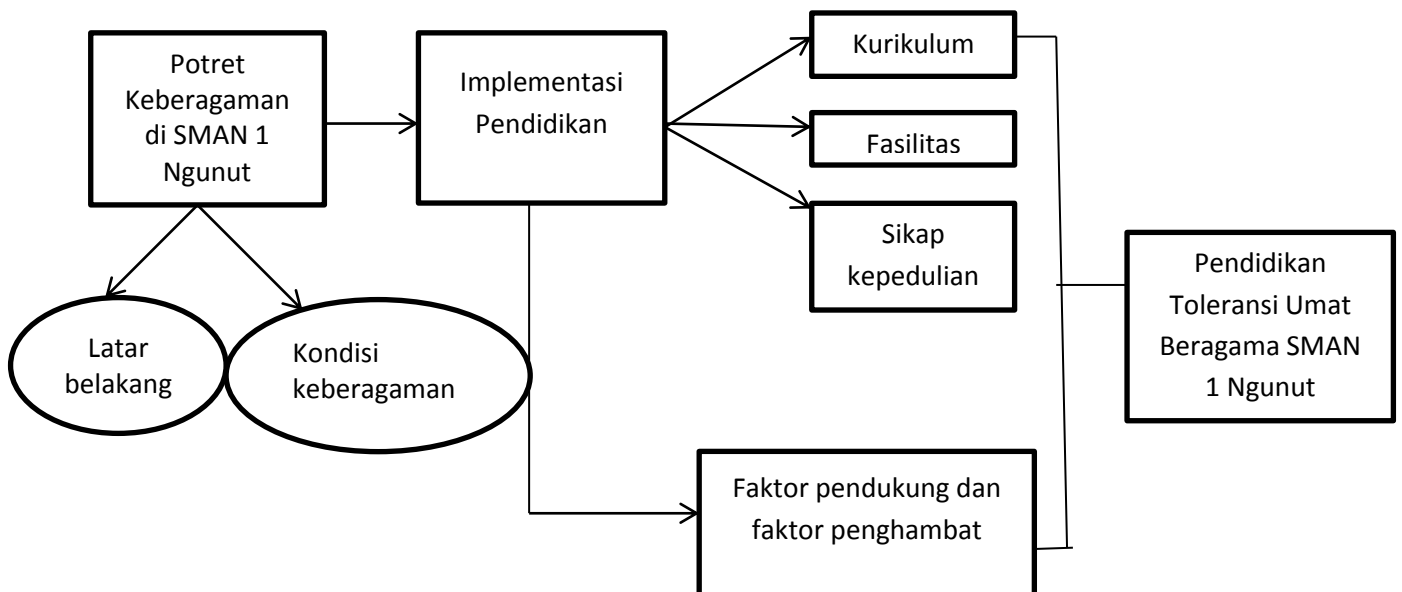 Potret
Keberagaman
di SMAN 1
Ngunut
Implementasi
Pendidikan
Kurikulum
Fasilitas
Sikap
kepedulian
Latar
belakang
Kondisi
keberagaman
Pendidikan
Toleransi Umat
Beragama SMAN
1 Ngunut
Faktor pendukung dan
faktor penghambat